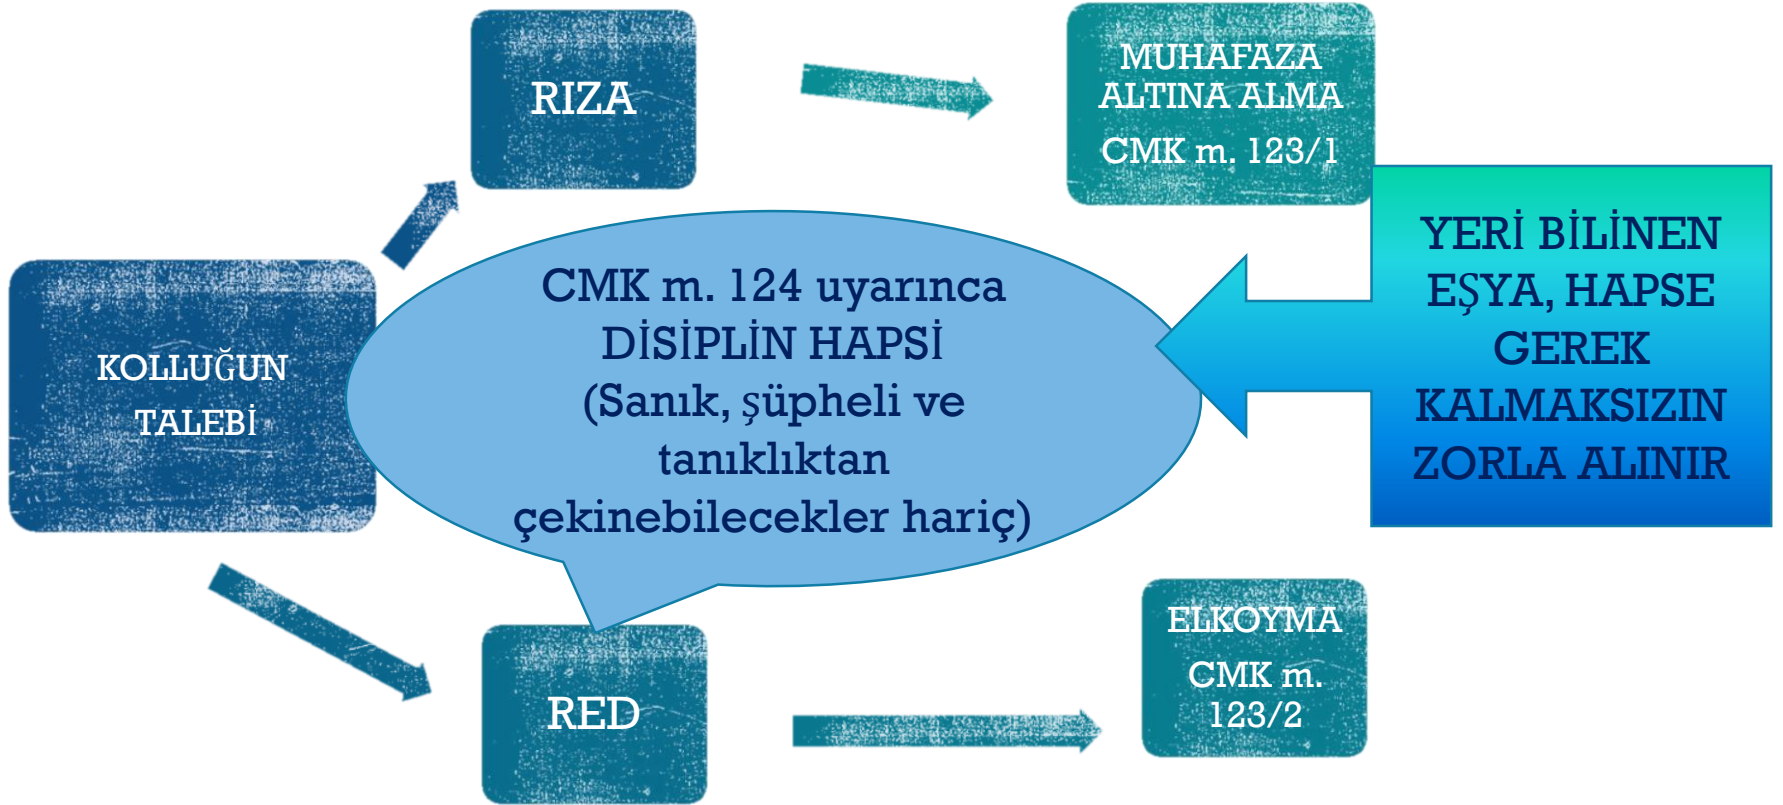 RIZA
MUHAFAZA
ALTINA ALMA
CMK m. 123/1
KOLLUĞUN
TALEBİ
CMK m. 124 uyarınca
DİSİPLİN HAPSİ
(Sanık, şüpheli ve
tanıklıktan
çekinebilecekler hariç)
YERİ BİLİNEN
EŞYA, HAPSE
GEREK
KALMAKSIZIN
ZORLA ALINIR
RED
ELKOYMA
CMK m.
123/2